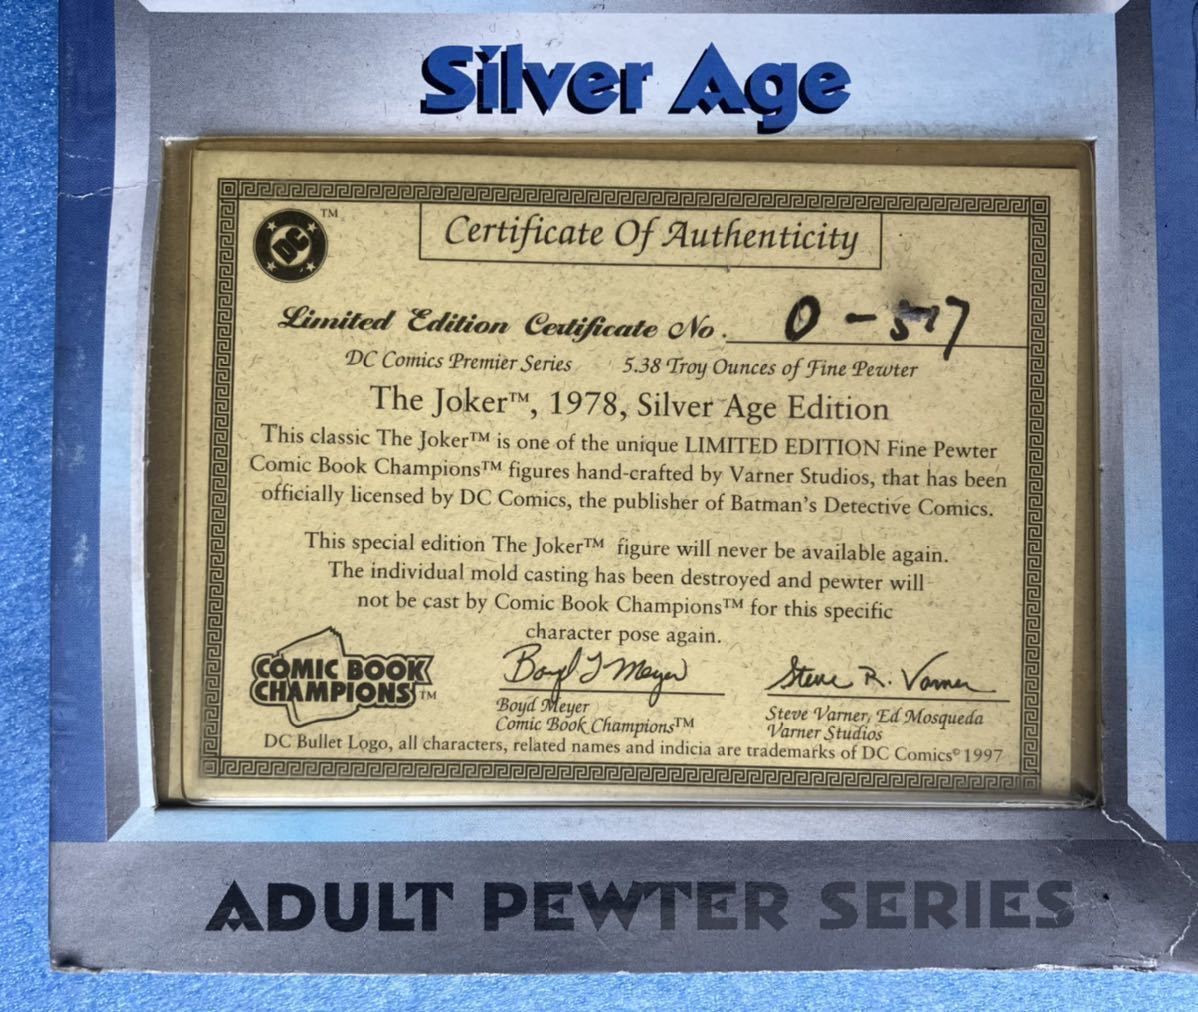 Silver Age
DC TM
Certificate Of Authenticity
Limited Edition Certificate No. 0-
DC Comics Premier Series 5.38 Troy Ounces of Fine Pewter
The Joker™, 1978, Silver Age Edition
This classic The Joker™ is one of the unique LIMITED EDITION Fine Pewter
Comic Book Champions™ figures hand-crafted by Varner Studios, that has been
officially licensed by DC Comics, the publisher of Batman's Detective Comics.
This special edition The Joker™ figure will never be available again.
The individual mold casting has been destroyed and pewter will
not be cast by Comic Book Champions™ for this specific
character pose again.
COMIC BOOK
CHAMPIONS™
Boyd J Meyer
Boyd Meyer
Comic Book Champions™
Steve R. Varner
Steve Varner, Ed Mosqueda
Varner Studios
DC Bullet Logo, all characters, related names and indicia are trademarks of DC Comics© 1997
ADULT PEWTER SERIES